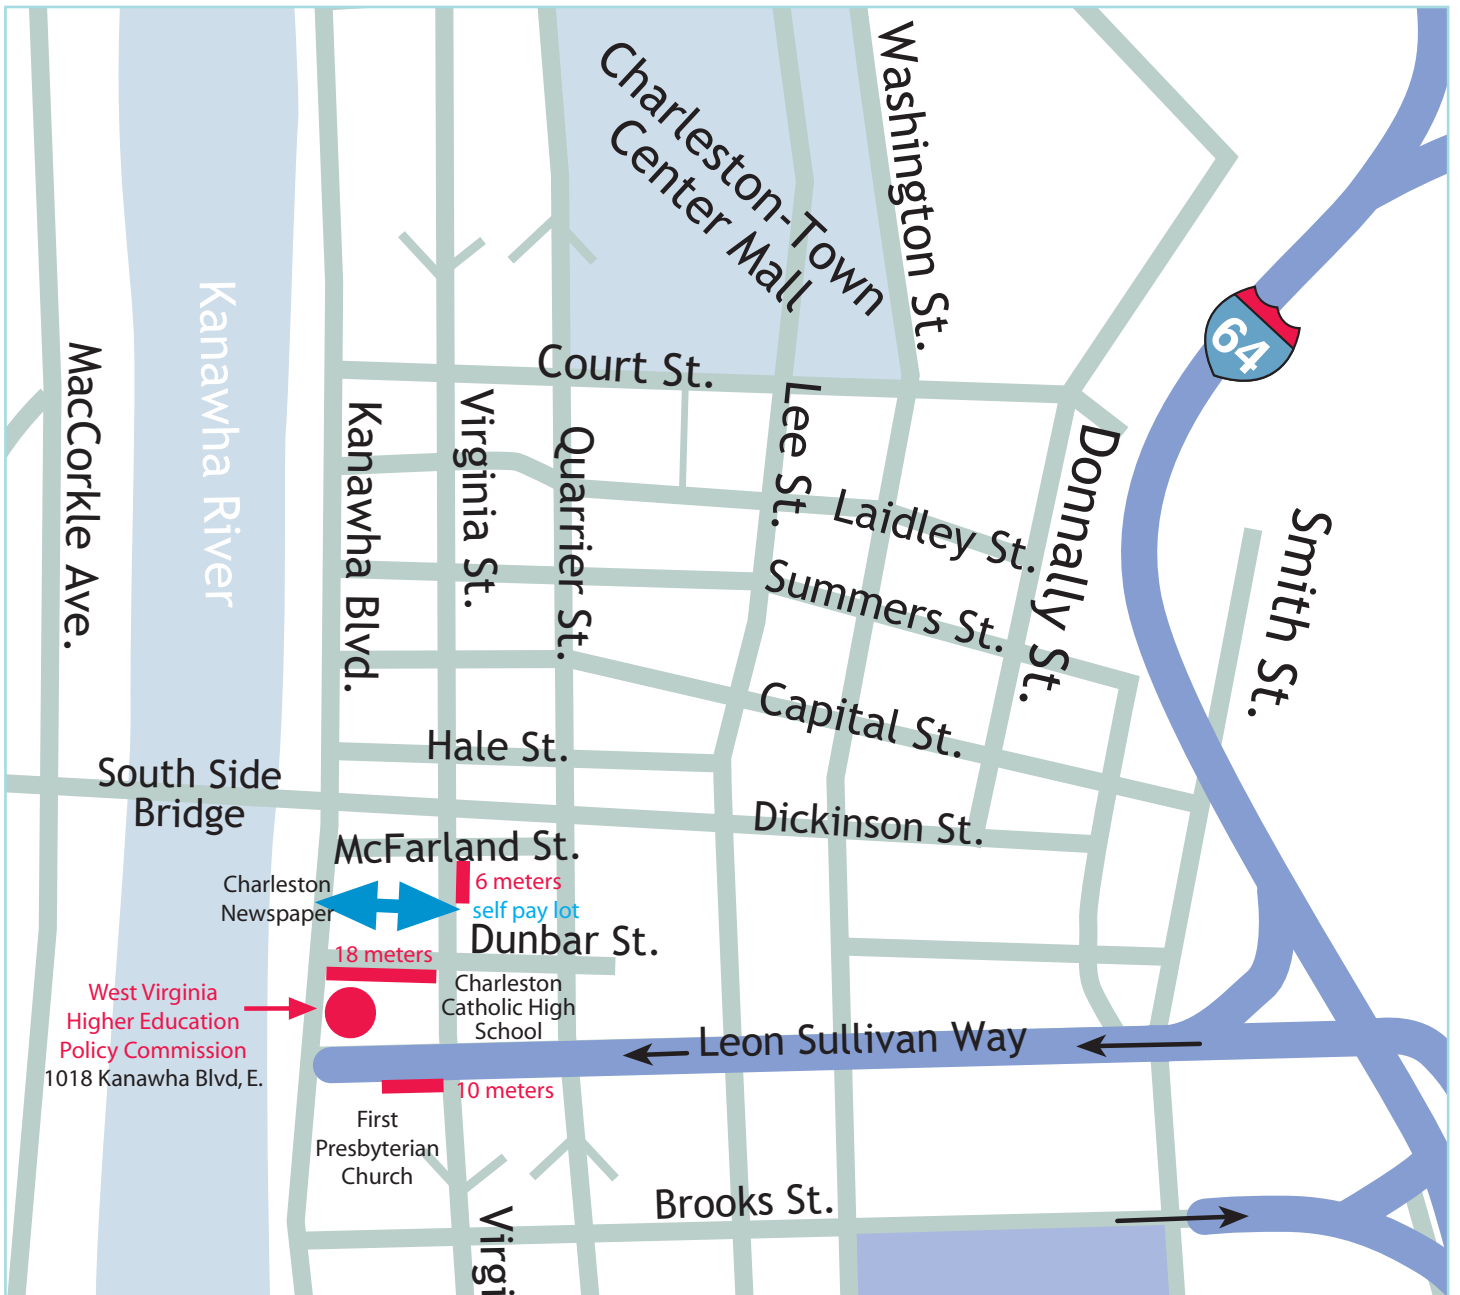 Charleston-Town
Center Mall
Washington St.
64
Kanawha River
MacCorkle Ave.
Court St.
Kanawha Blvd.
Virginia St.
Quarrier St.
Lee St.
Laidley St.
Donnally St.
Smith St.
Summers St.
Capital St.
Hale St.
South Side
Bridge
Dickinson St.
McFarland St.
Charleston
Newspaper
6 meters
self pay lot
Dunbar St.
18 meters
West Virginia
Higher Education
Policy Commission
1018 Kanawha Blvd, E.
Charleston
Catholic High
School
Leon Sullivan Way
10 meters
First
Presbyterian
Church
Brooks St.
Virgi